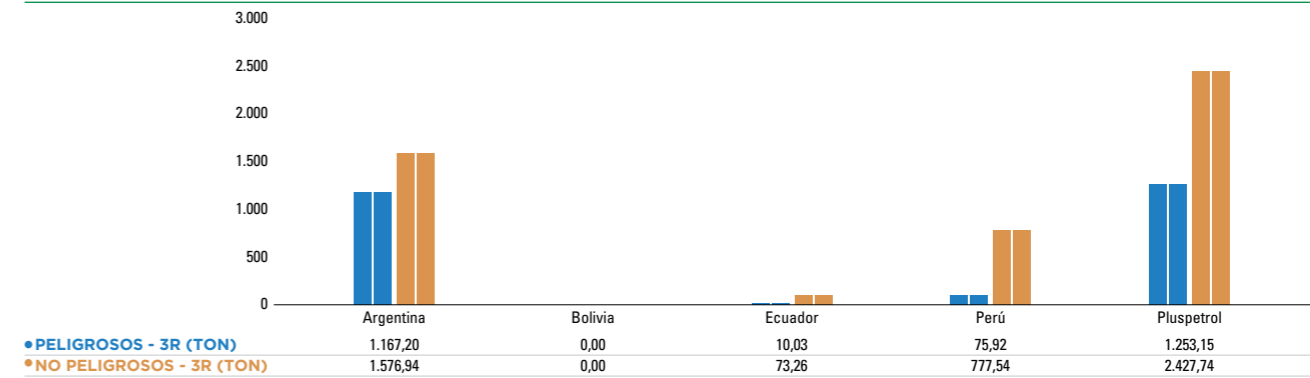 3.000
2.500
2.000
1.500
1.000
500
0
Argentina Bolivia Ecuador Perú Pluspetrol
PELIGROSOS - 3R (TON) 1.167,20 0,00 10,03 75,92 1.253,15
NO PELIGROSOS - 3R (TON) 1.576,94 0,00 73,26 777,54 2.427,74